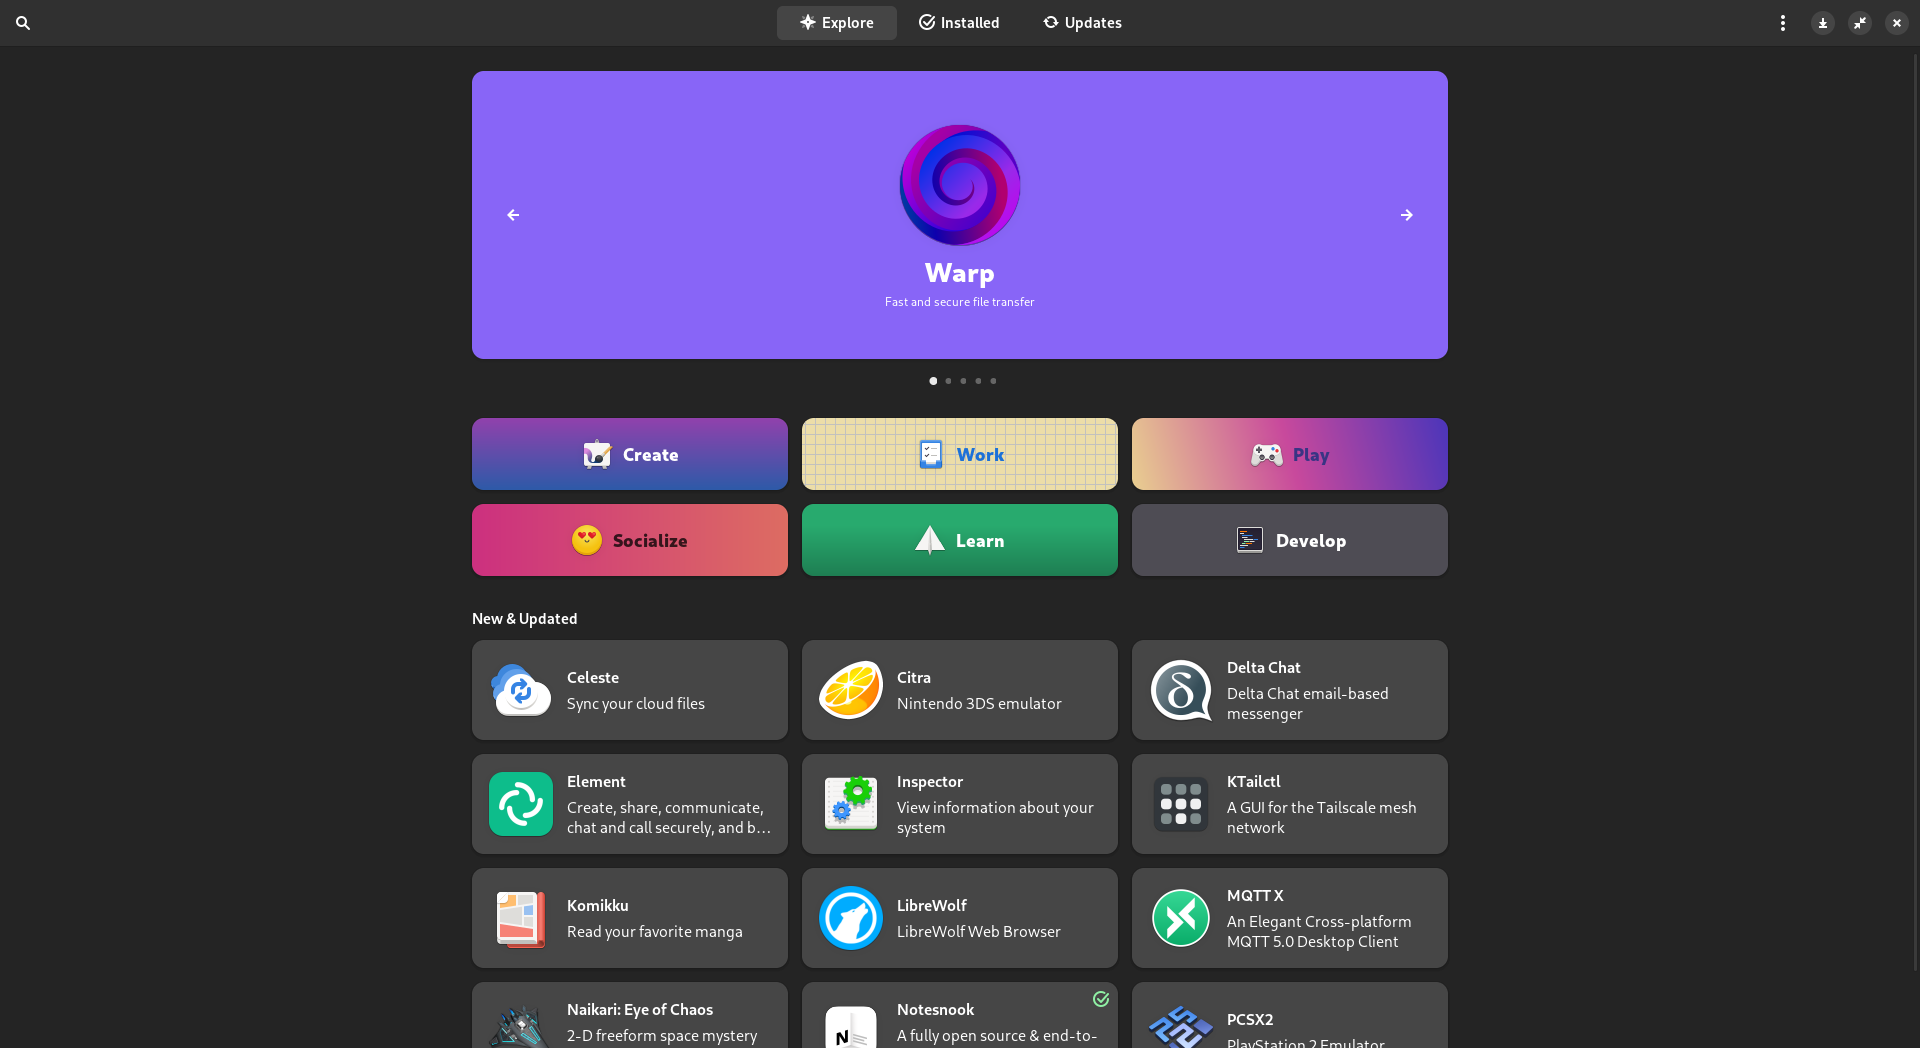 Explore
Installed
Updates
Warp
Fast and secure file transfer
Create
Work
Play
Socialize
Learn
Develop
New & Updated
Celeste
Sync your cloud files
Citra
Nintendo 3DS emulator
Delta Chat
Delta Chat email-based
messenger
Element
Create, share, communicate,
chat and call securely, and b…
Inspector
View information about your
system
KTailctl
A GUI for the Tailscale mesh
network
Komikku
Read your favorite manga
LibreWolf
LibreWolf Web Browser
MQTT X
An Elegant Cross-platform
MQTT 5.0 Desktop Client
Naikari: Eye of Chaos
2-D freeform space mystery
Notesnook
A fully open source & end-to-
PCSX2
PlayStation 2 Emulator